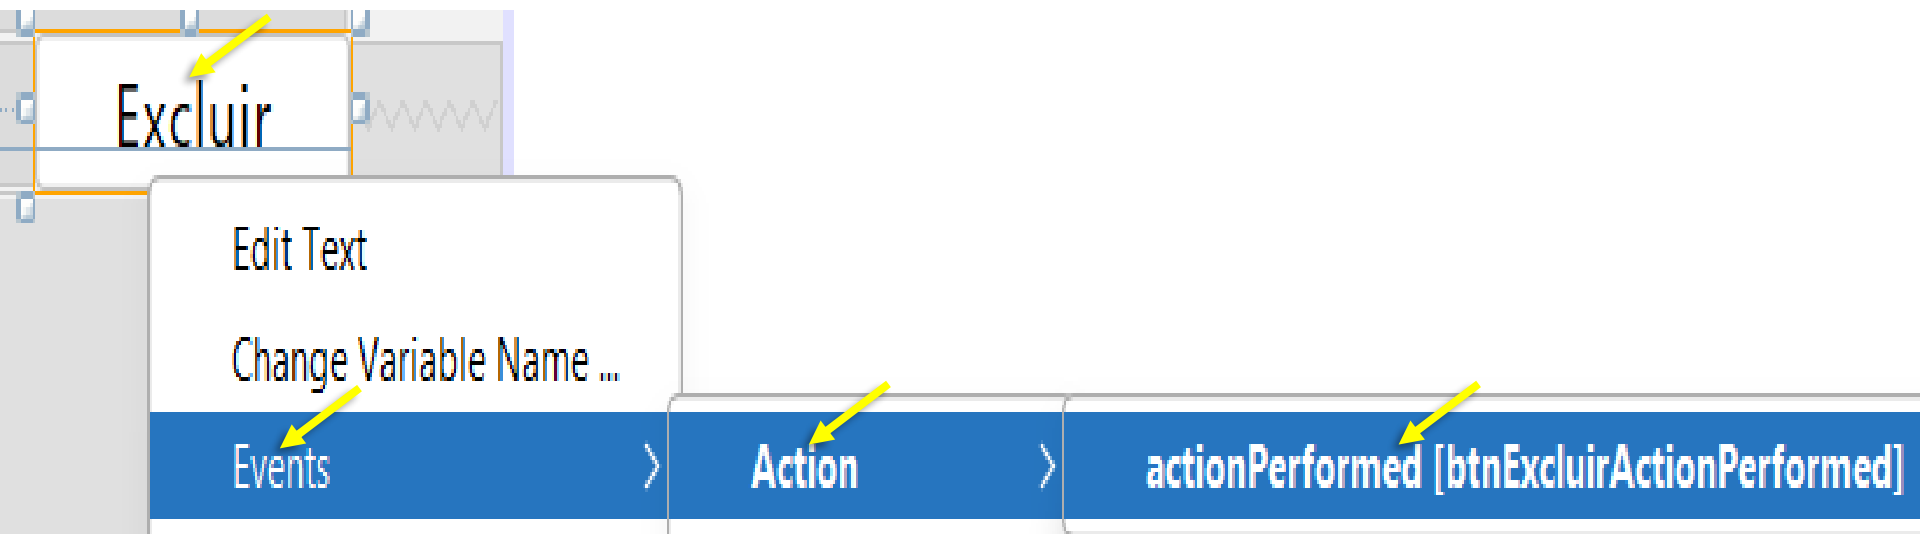 Excluir
Edit Text
Change Variable Name ...
Events
Action
actionPerformed [btnExcluirActionPerformed]